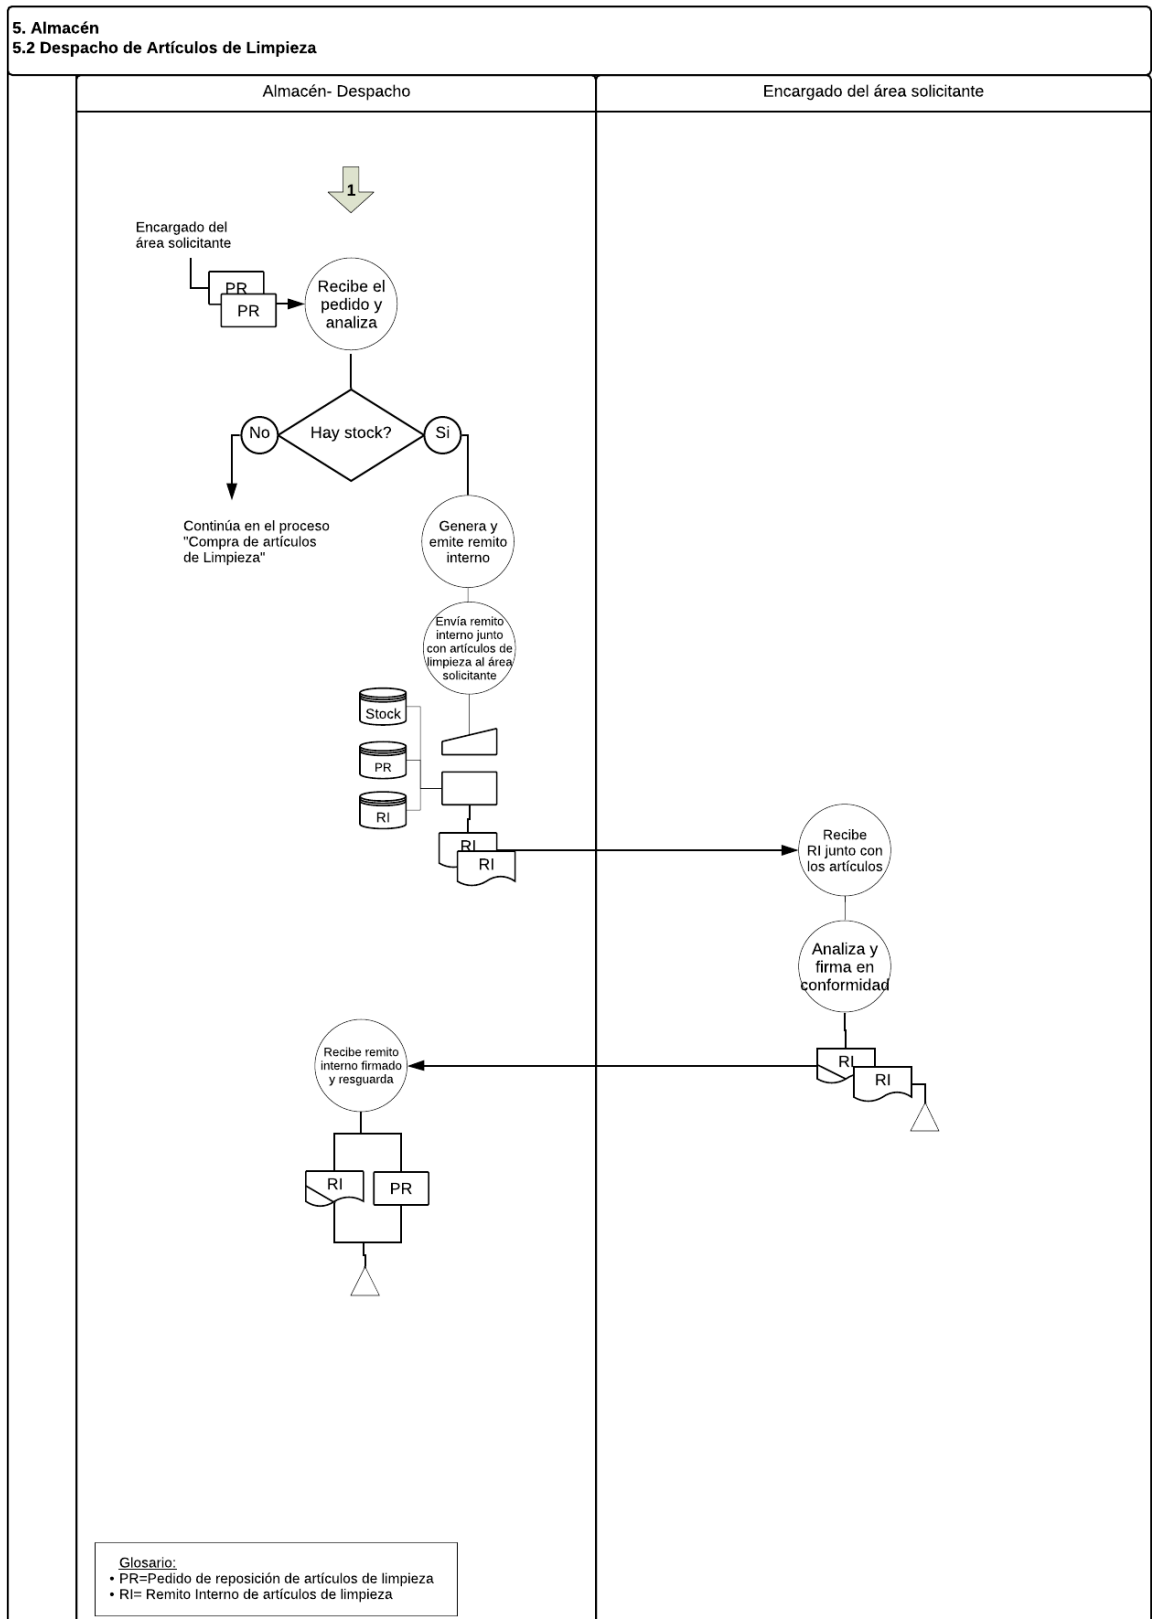 5. Almacén
5.2 Despacho de Artículos de Limpieza
Almacén- Despacho
Encargado del área solicitante
1
Encargado del
área solicitante
PR
PR
Recibe el
pedido y
analiza
No
Hay stock?
Si
Continúa en el proceso
"Compra de artículos
de Limpieza"
Genera y
emite remito
interno
Envía remito
interno junto
con artículos de
limpieza al área
solicitante
Stock
PR
RI
RI
RI
Recibe
RI junto con
los artículos
Analiza y
firma en
conformidad
RI
RI
Recibe remito
interno firmado
y resguarda
RI
PR
Glosario:
• PR=Pedido de reposición de artículos de limpieza
• RI= Remito Interno de artículos de limpieza